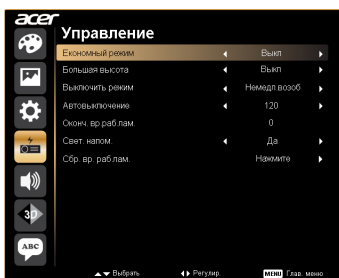 acer
Управление
Економный режим Выкл
Большая высота Выкл
Выключить режим Немедл возоб
Автовыключение 120
Оконч. вр раб лам. 0
Свет. напом. Да
Сбр. вр. раб лам. Нажмите
3D
ABC
Выбрать Регулир. MENU Глав. меню